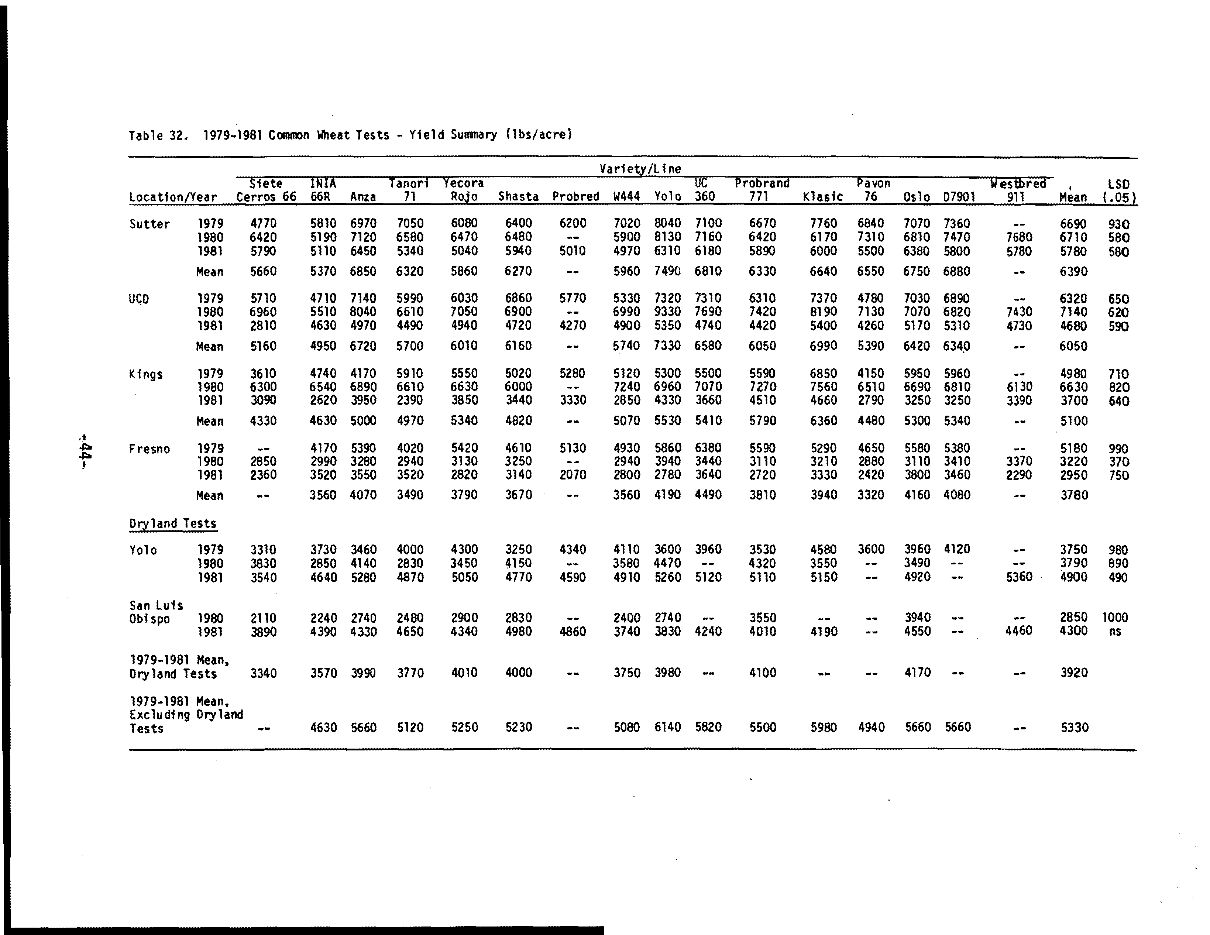 Table 32. 1979-1981 Common Wheat Tests - Yield Summary (lbs/acre)
Variety/Line
Siete INIA Tanori Yecora UC Probrand Pavon Westbred LSD
Location/Year Cerros 66 66R Anza 71 Rojo Shasta Probred W444 Yolo 360 771 Klasic 76 Oslo D7901 911 Mean (.05)
Sutter 1979 4770 5810 6970 7050 6080 6400 6200 7020 8040 7100 6670 7760 6840 7070 7360 -- 6690 930
1980 6420 5190 7120 6580 6470 6480 -- 5900 8130 7160 6420 6170 7310 6810 7470 7680 6710 580
1981 5790 5110 6450 5340 5040 5940 5010 4970 6310 6180 5890 6000 5500 6380 5800 5780 5780 560
Mean 5660 5370 6850 6320 5860 6270 -- 5960 7490 6810 6330 6640 6550 6750 6880 -- 6390
UCD 1979 5710 4710 7140 5990 6030 6860 5770 5330 7320 7310 6310 7370 4780 7030 6890 -- 6320 650
1980 6960 5510 8040 6610 7050 6900 -- 6990 9330 7690 7420 8190 7130 7070 6820 7430 7140 620
1981 2810 4630 4970 4490 4940 4720 4270 4900 5350 4740 4420 5400 4260 5170 5310 4730 4680 590
Mean 5160 4950 6720 5700 6010 6160 -- 5740 7330 6580 6050 6990 5390 6420 6340 -- 6050
Kings 1979 3610 4740 4170 5910 5550 5020 5280 5120 5300 5500 5590 6850 4150 5950 5960 -- 4980 710
1980 6300 6540 6890 6610 6630 6000 -- 7240 6960 7070 7270 7560 6510 6690 6810 6130 6630 820
1981 3090 2620 3950 2390 3850 3440 3330 2850 4330 3660 4510 4660 2790 3250 3250 3390 3700 640
Mean 4330 4630 5000 4970 5340 4820 -- 5070 5530 5410 5790 6360 4480 5300 5340 -- 5100
Fresno 1979 -- 4170 5390 4020 5420 4610 5130 4930 5860 6380 5590 5290 4650 5580 5380 -- 5180 990
1980 2850 2990 3280 2940 3130 3250 -- 2940 3940 3440 3110 3210 2880 3110 3410 3370 3220 370
1981 2360 3520 3550 3520 2820 3140 2070 2800 2780 3640 2720 3330 2420 3800 3460 2290 2950 750
Mean -- 3560 4070 3490 3790 3670 -- 3560 4190 4490 3810 3940 3320 4160 4080 -- 3780
Dryland Tests
Yolo 1979 3310 3730 3460 4000 4300 3250 4340 4110 3600 3960 3530 4580 3600 3960 4120 -- 3750 980
1980 3830 2850 4140 2830 3450 4150 -- 3580 4470 -- 4320 3550 -- 3490 -- -- 3790 890
1981 3540 4640 5280 4870 5050 4770 4590 4910 5260 5120 5110 5150 -- 4920 -- 5360 4900 490
San Luis
Obispo 1980 2110 2240 2740 2480 2900 2830 -- 2400 2740 -- 3550 -- -- 3940 -- -- 2850 1000
1981 3890 4390 4330 4650 4340 4980 4860 3740 3830 4240 4010 4190 -- 4550 -- 4460 4300 ns
1979-1981 Mean,
Dryland Tests 3340 3570 3990 3770 4010 4000 -- 3750 3980 -- 4100 -- -- 4170 -- -- 3920
1979-1981 Mean,
Excluding Dryland
Tests -- 4630 5660 5120 5250 5230 -- 5080 6140 5820 5500 5980 4940 5660 5660 -- 5330
-44-